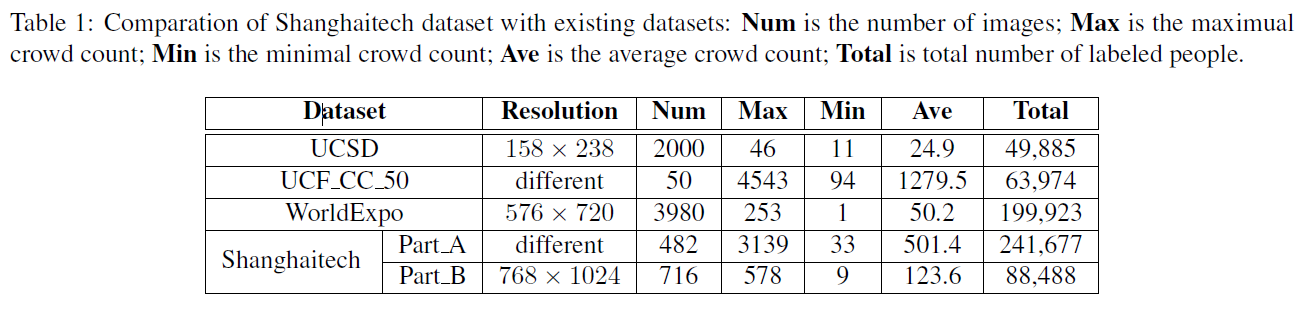 Table 1: Comparation of Shanghaitech dataset with existing datasets: Num is the number of images; Max is the maximual
crowd count; Min is the minimal crowd count; Ave is the average crowd count; Total is total number of labeled people.
Dataset Resolution Num Max Min Ave Total
UCSD 158 × 238 2000 46 11 24.9 49,885
UCF_CC_50 different 50 4543 94 1279.5 63,974
WorldExpo 576 × 720 3980 253 1 50.2 199,923
Shanghaitech Part_A different 482 3139 33 501.4 241,677
Part_B 768 × 1024 716 578 9 123.6 88,488